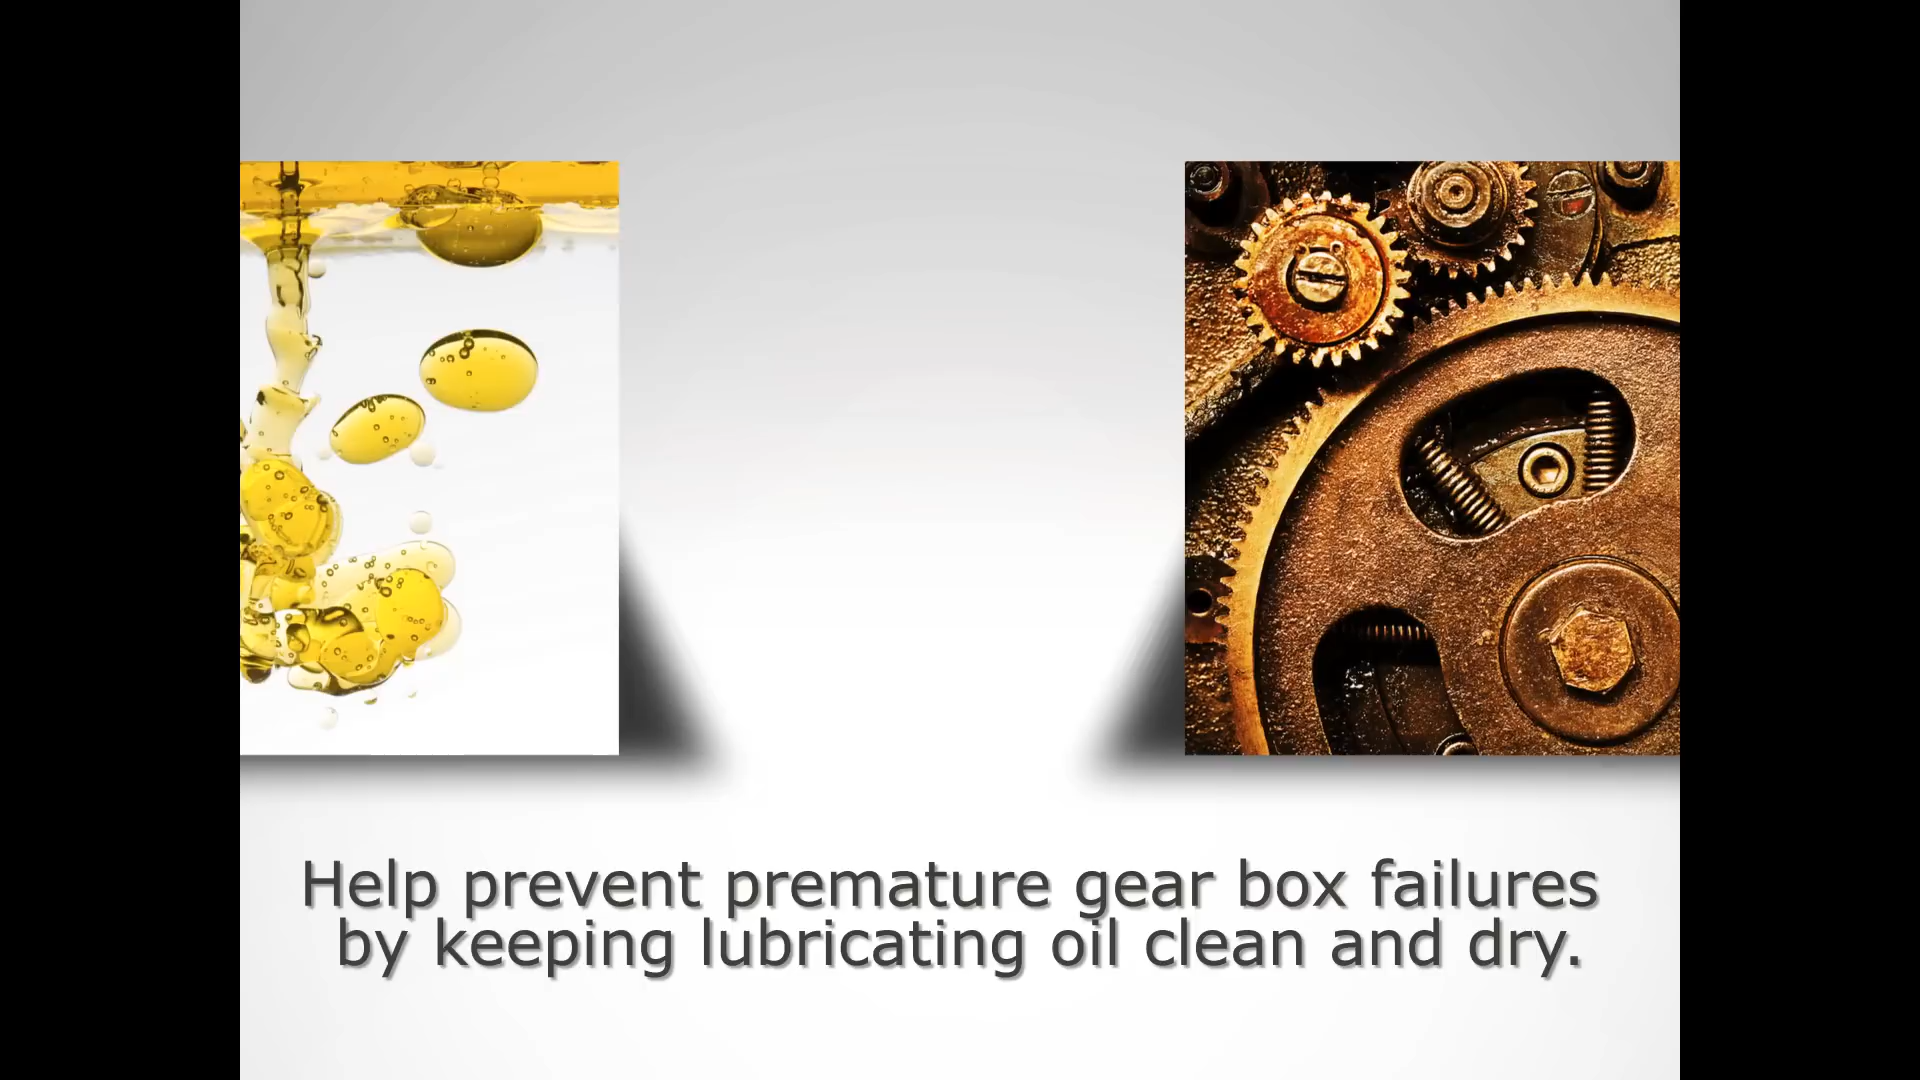 Help prevent premature gear box failures
by keeping lubricating oil clean and dry.